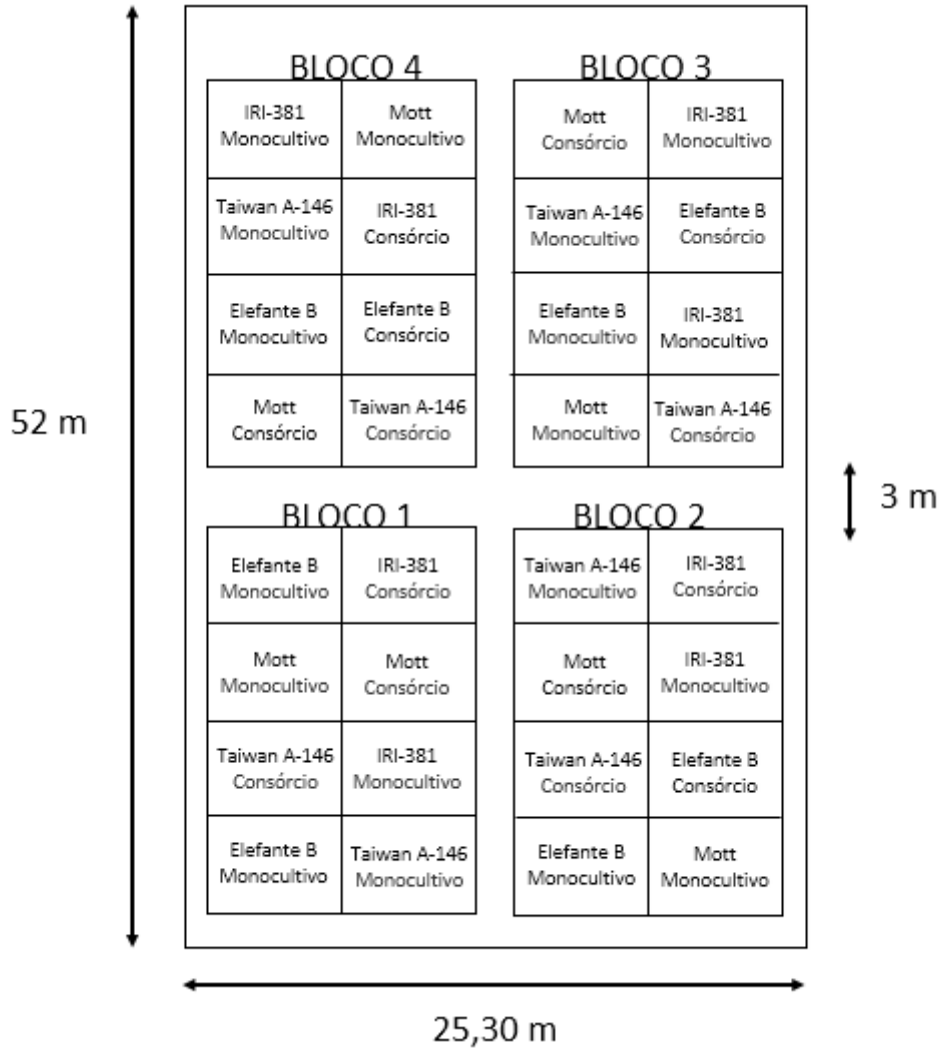 BLOCO 4
IRI-381
Monocultivo
Mott
Monocultivo
Taiwan A-146
Monocultivo
IRI-381
Consórcio
Elefante B
Monocultivo
Elefante B
Consórcio
Mott
Consórcio
Taiwan A-146
Consórcio
BLOCO 3
Mott
Consórcio
IRI-381
Monocultivo
Taiwan A-146
Monocultivo
Elefante B
Consórcio
Elefante B
Monocultivo
IRI-381
Monocultivo
Mott
Monocultivo
Taiwan A-146
Consórcio
52 m
3 m
BLOCO 1
Elefante B
Monocultivo
IRI-381
Consórcio
Mott
Monocultivo
Mott
Consórcio
Taiwan A-146
Consórcio
IRI-381
Monocultivo
Elefante B
Monocultivo
Taiwan A-146
Monocultivo
BLOCO 2
Taiwan A-146
Monocultivo
IRI-381
Consórcio
Mott
Consórcio
IRI-381
Monocultivo
Taiwan A-146
Consórcio
Elefante B
Consórcio
Elefante B
Monocultivo
Mott
Monocultivo
25,30 m